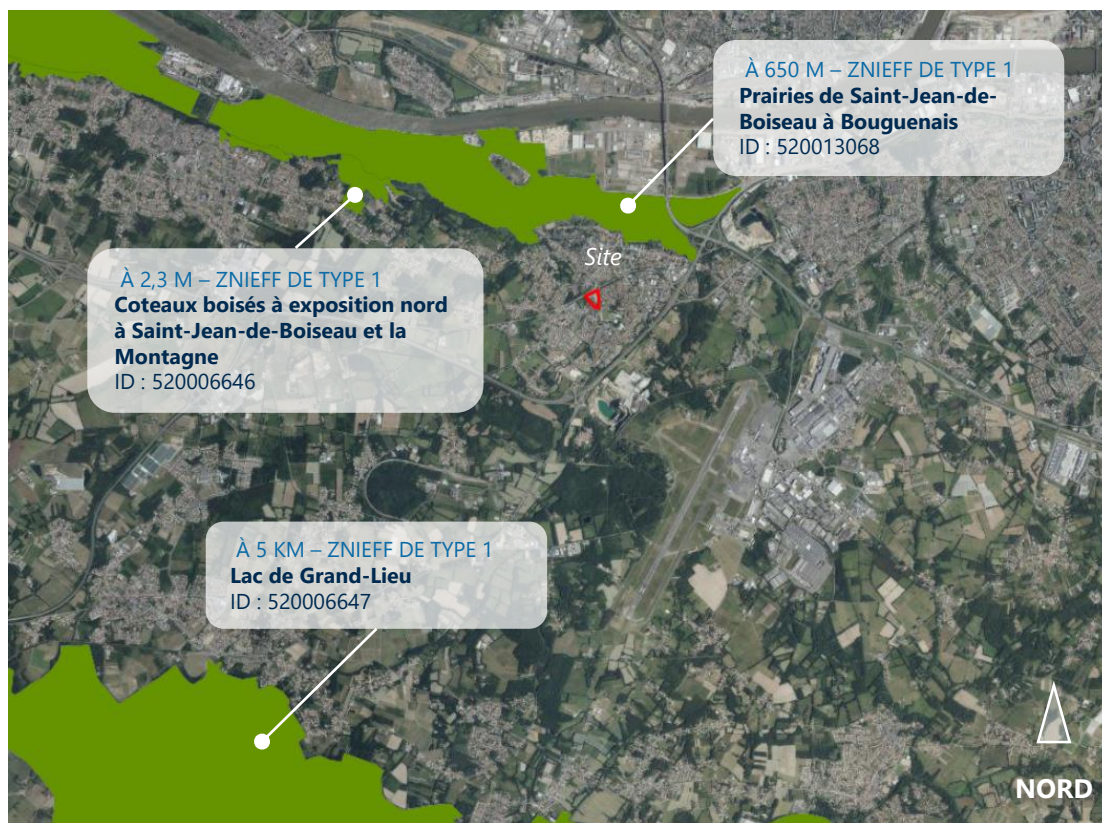 À 650 M – ZNIEFF DE TYPE 1
Prairies de Saint-Jean-de-
Boiseau à Bouguenais
ID : 520013068
Site
À 2,3 M – ZNIEFF DE TYPE 1
Coteaux boisés à exposition nord
à Saint-Jean-de-Boiseau et la
Montagne
ID : 520006646
À 5 KM – ZNIEFF DE TYPE 1
Lac de Grand-Lieu
ID : 520006647
NORD